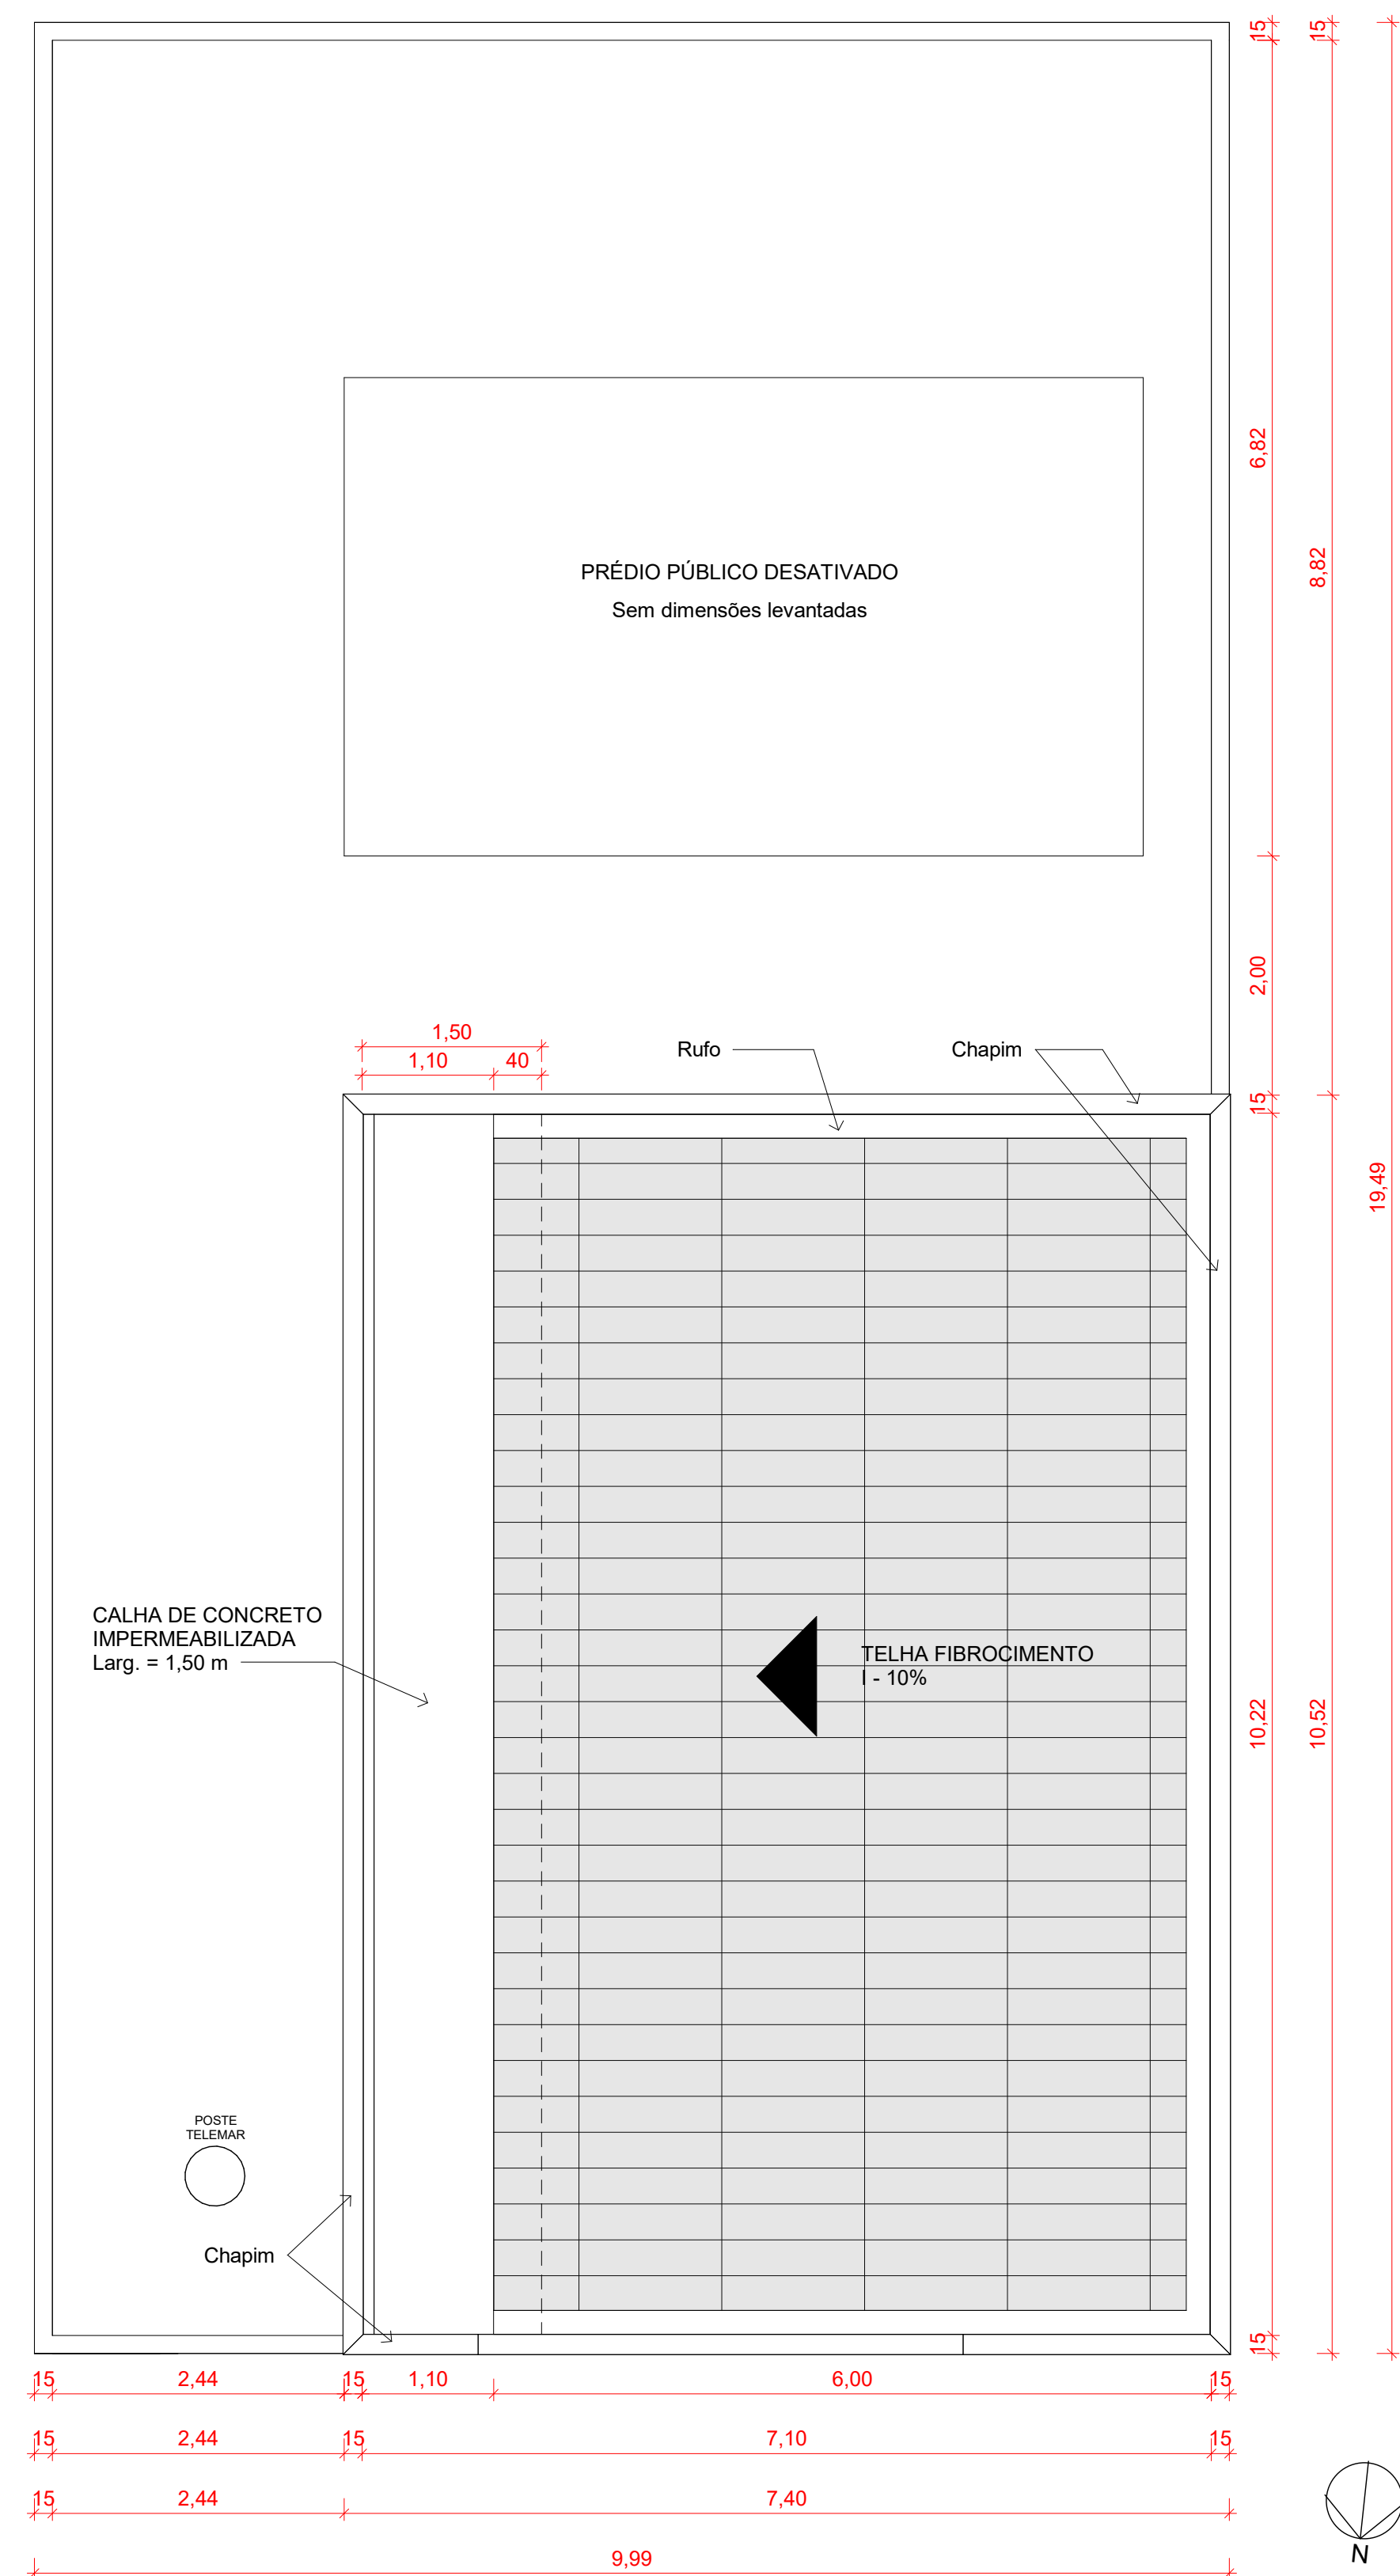 15
15
6,82
8,82
PRÉDIO PÚBLICO DESATIVADO
Sem dimensões levantadas
2,00
1,50
1,10
40
Rufo
Chapim
15
19,49
CALHA DE CONCRETO
IMPERMEABILIZADA
Larg. = 1,50 m
TELHA FIBROCIMENTO
I - 10%
10,22
10,52
POSTE
TELEMAR
Chapim
15
15
2,44
15
1,10
6,00
15
15
2,44
15
7,10
15
15
2,44
7,40
9,99
N